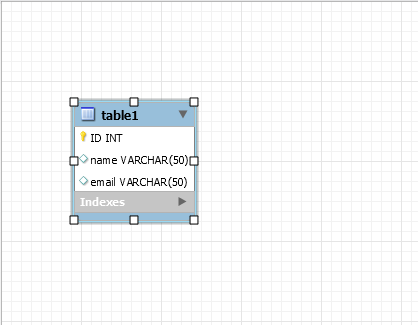 table1
ID INT
name VARCHAR(50)
email VARCHAR(50)
Indexes